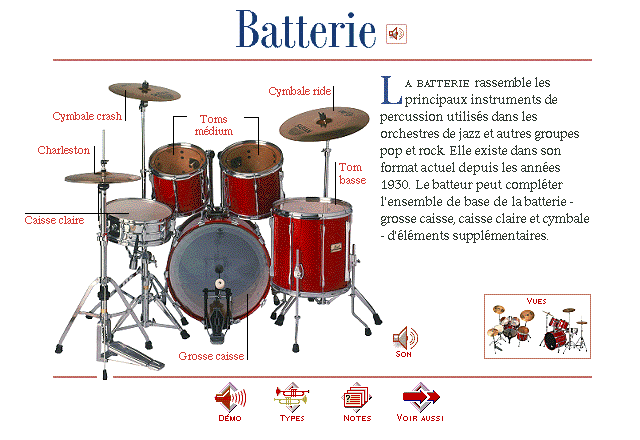 Batterie
Cymbale ride
Cymbale crash
Toms
médium
Charleston
Tom
basse
Caisse claire
Grosse caisse
LA BATTERIE rassemble les
principaux instruments de
percussion utilisés dans les
orchestres de jazz et autres groupes
pop et rock. Elle existe dans son
format actuel depuis les années
1930. Le batteur peut compléter
l'ensemble de base de la batterie -
grosse caisse, caisse claire et cymbale
- d'éléments supplémentaires.
VUES
SON
DÉMO
TYPES
NOTES
VOIR AUSSI